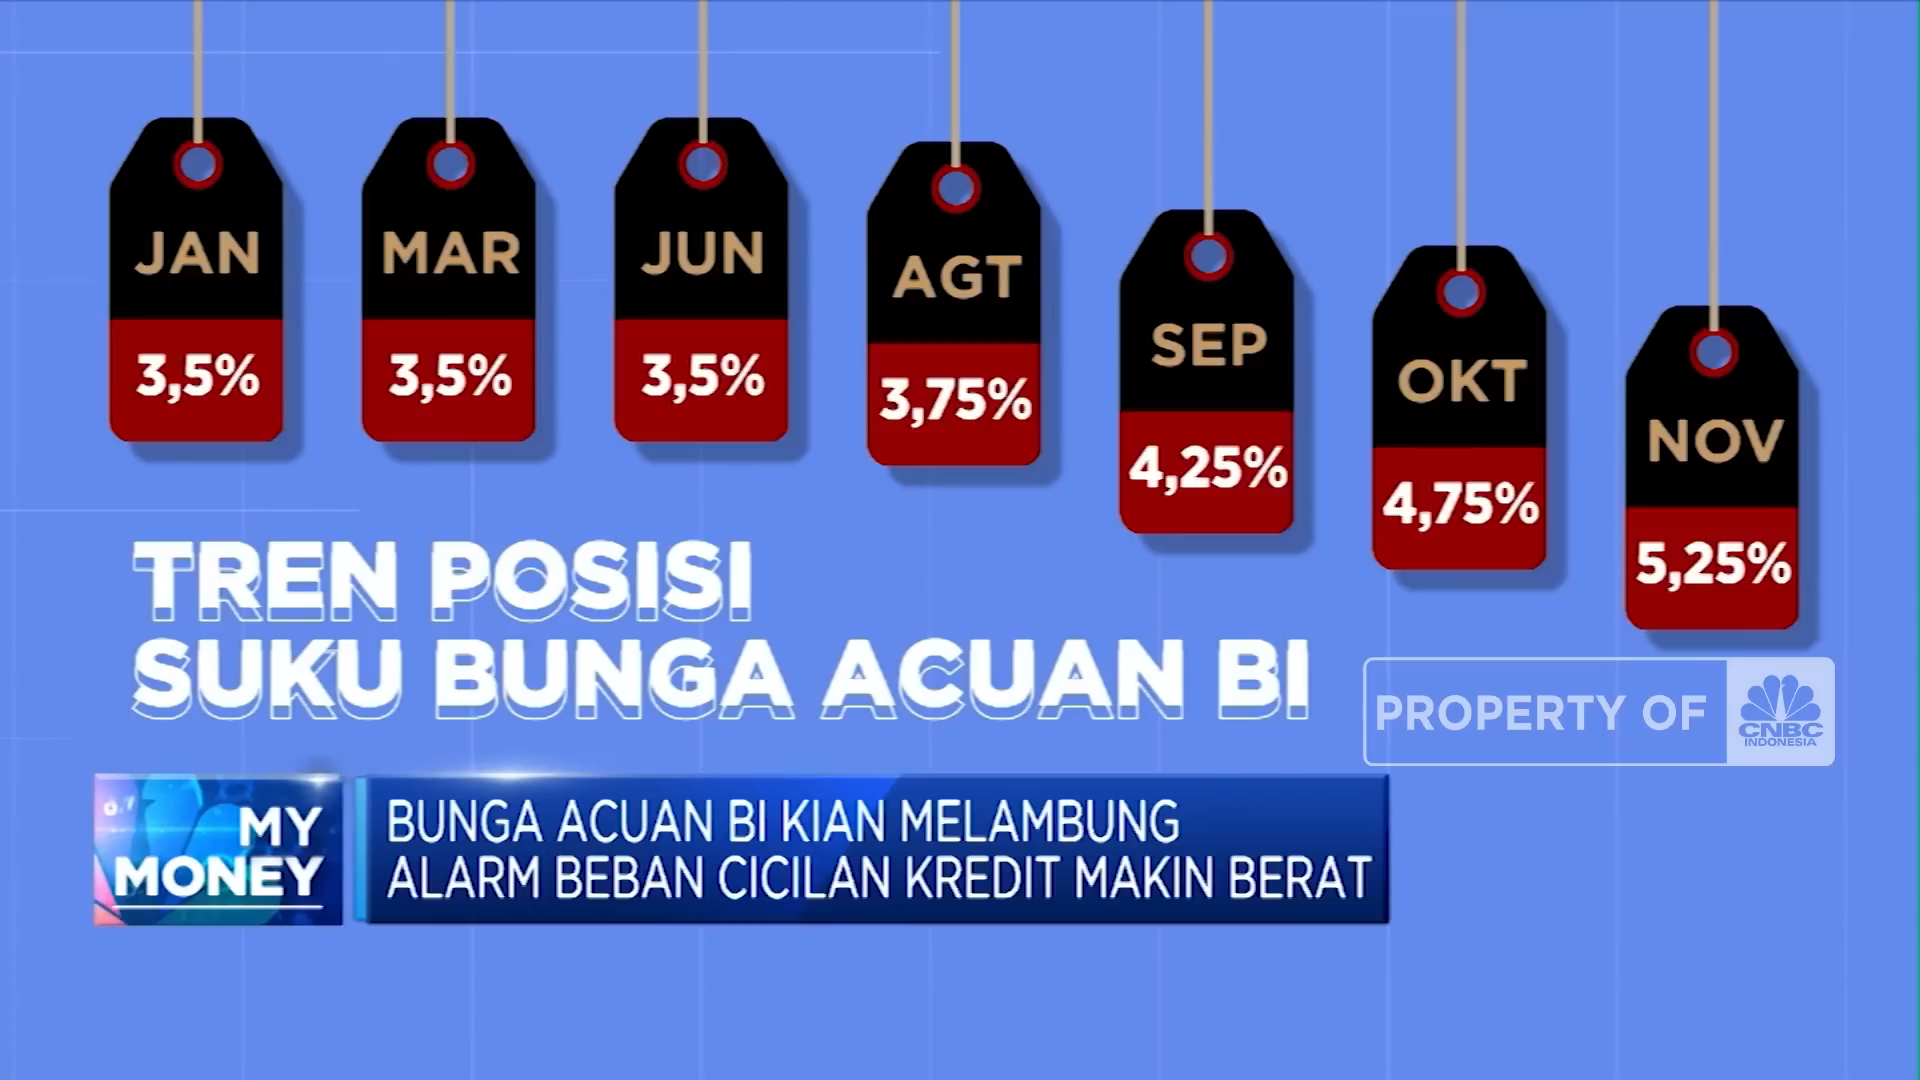 JAN
3,5%
MAR
3,5%
JUN
3,5%
AGT
3,75%
SEP
4,25%
OKT
4,75%
NOV
5,25%
TREN POSISI
SUKU BUNGA ACUAN BI
PROPERTY OF
CNBC
INDONESIA
MY
MONEY
BUNGA ACUAN BI KIAN MELAMBUNG
ALARM BEBAN CICILAN KREDIT MAKIN BERAT